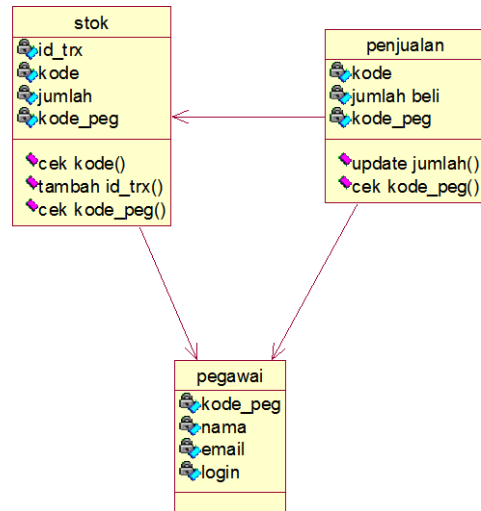 stok
id_trx
kode
jumlah
kode_peg
cek kode()
tambah id_trx()
cek kode_peg()
penjualan
kode
jumlah beli
kode_peg
update jumlah()
cek kode_peg()
pegawai
kode_peg
nama
email
login